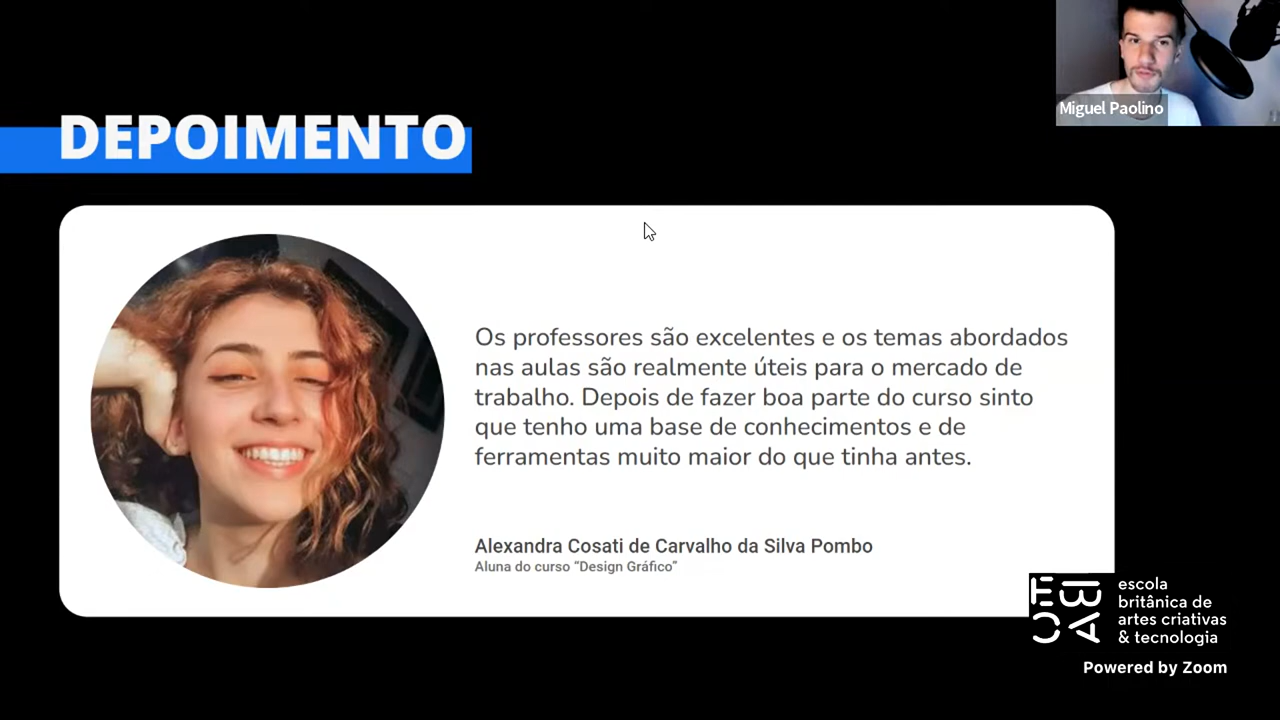 Miguel Paolino
DEPOIMENTO
Os professores são excelentes e os temas abordados
nas aulas são realmente úteis para o mercado de
trabalho. Depois de fazer boa parte do curso sinto
que tenho uma base de conhecimentos e de
ferramentas muito maior do que tinha antes.
Alexandra Cosati de Carvalho da Silva Pombo
Aluna do curso “Design Gráfico”
escola
britânica de
artes criativas
& tecnologia
Powered by Zoom